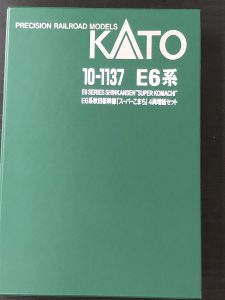 PRECISION RAILROAD MODELS
KATO
10-1137 E6系
E6 SERIES SHINKANSEN "SUPER KOMACHI"
E6系秋田新幹線「スーパーこまち」4両増結セット